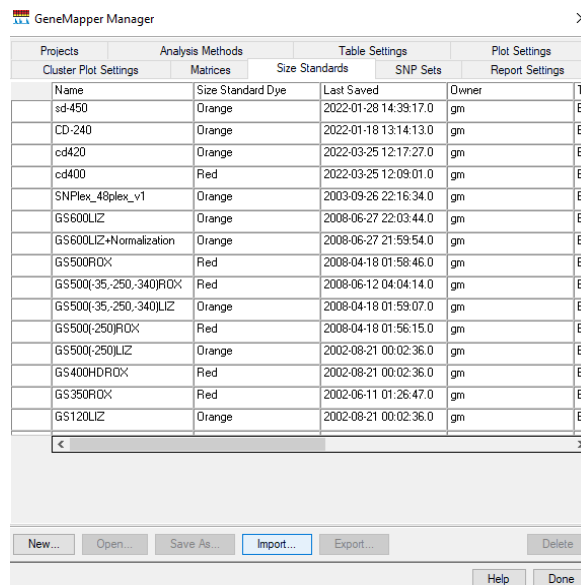 GeneMapper Manager
Projects Analysis Methods Table Settings Plot Settings
Cluster Plot Settings Matrices Size Standards SNP Sets Report Settings
Name Size Standard Dye Last Saved Owner
sd-450 Orange 2022-01-28 14:39:17.0 gm
CD-240 Orange 2022-01-18 13:14:13.0 gm
cd420 Orange 2022-03-25 12:17:27.0 gm
cd400 Red 2022-03-25 12:09:01.0 gm
SNPlex_48plex_v1 Orange 2003-09-26 22:16:34.0 gm
GS600LIZ Orange 2008-06-27 22:03:44.0 gm
GS600LIZ+Normalization Orange 2008-06-27 21:59:54.0 gm
GS500ROX Red 2008-04-18 01:58:46.0 gm
GS500(-35,-250,-340)ROX Red 2008-06-12 04:04:14.0 gm
GS500(-35,-250,-340)LIZ Orange 2008-04-18 01:59:07.0 gm
GS500(-250)ROX Red 2008-04-18 01:56:15.0 gm
GS500(-250)LIZ Orange 2002-08-21 00:02:36.0 gm
GS400HDROX Red 2002-08-21 00:02:36.0 gm
GS350ROX Red 2002-06-11 01:26:47.0 gm
GS120LIZ Orange 2002-08-21 00:02:36.0 gm
New... Open... Save As... Import... Export... Delete
Help Done